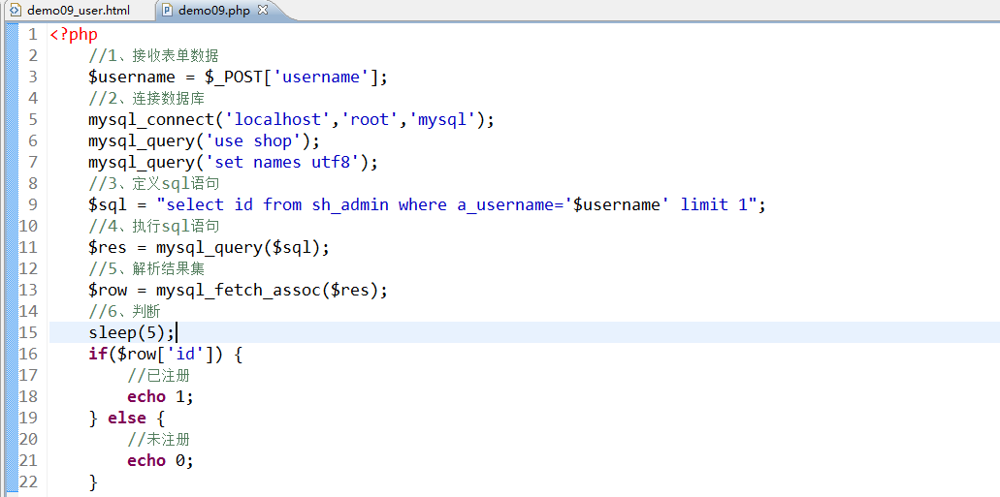 demo09_user.html demo09.php
1 <?php
2 //1、接收表单数据
3 $username = $_POST['username'];
4 //2、连接数据库
5 mysql_connect('localhost','root','mysql');
6 mysql_query('use shop');
7 mysql_query('set names utf8');
8 //3、定义sql语句
9 $sql = "select id from sh_admin where a_username='$username' limit 1";
10 //4、执行sql语句
11 $res = mysql_query($sql);
12 //5、解析结果集
13 $row = mysql_fetch_assoc($res);
14 //6、判断
15 sleep(5);
16 if($row['id']) {
17 //已注册
18 echo 1;
19 } else {
20 //未注册
21 echo 0;
22 }